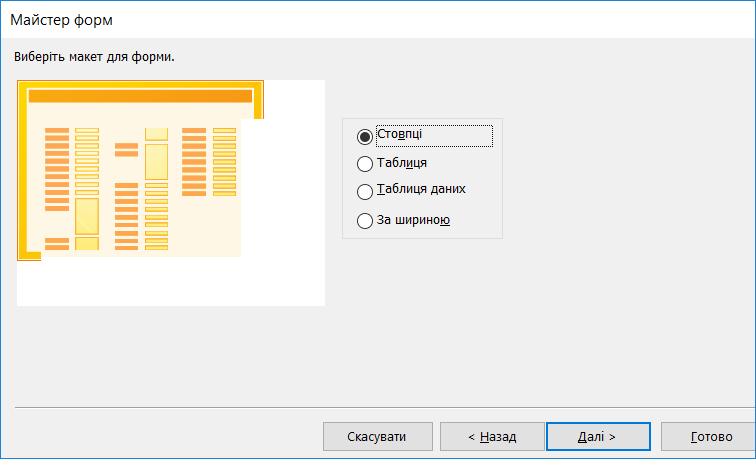 Майстер форм
Виберіть макет для форми.
Стовпці
Таблиця
Таблиця даних
За шириною
Скасувати
< Назад
Далі >
Готово